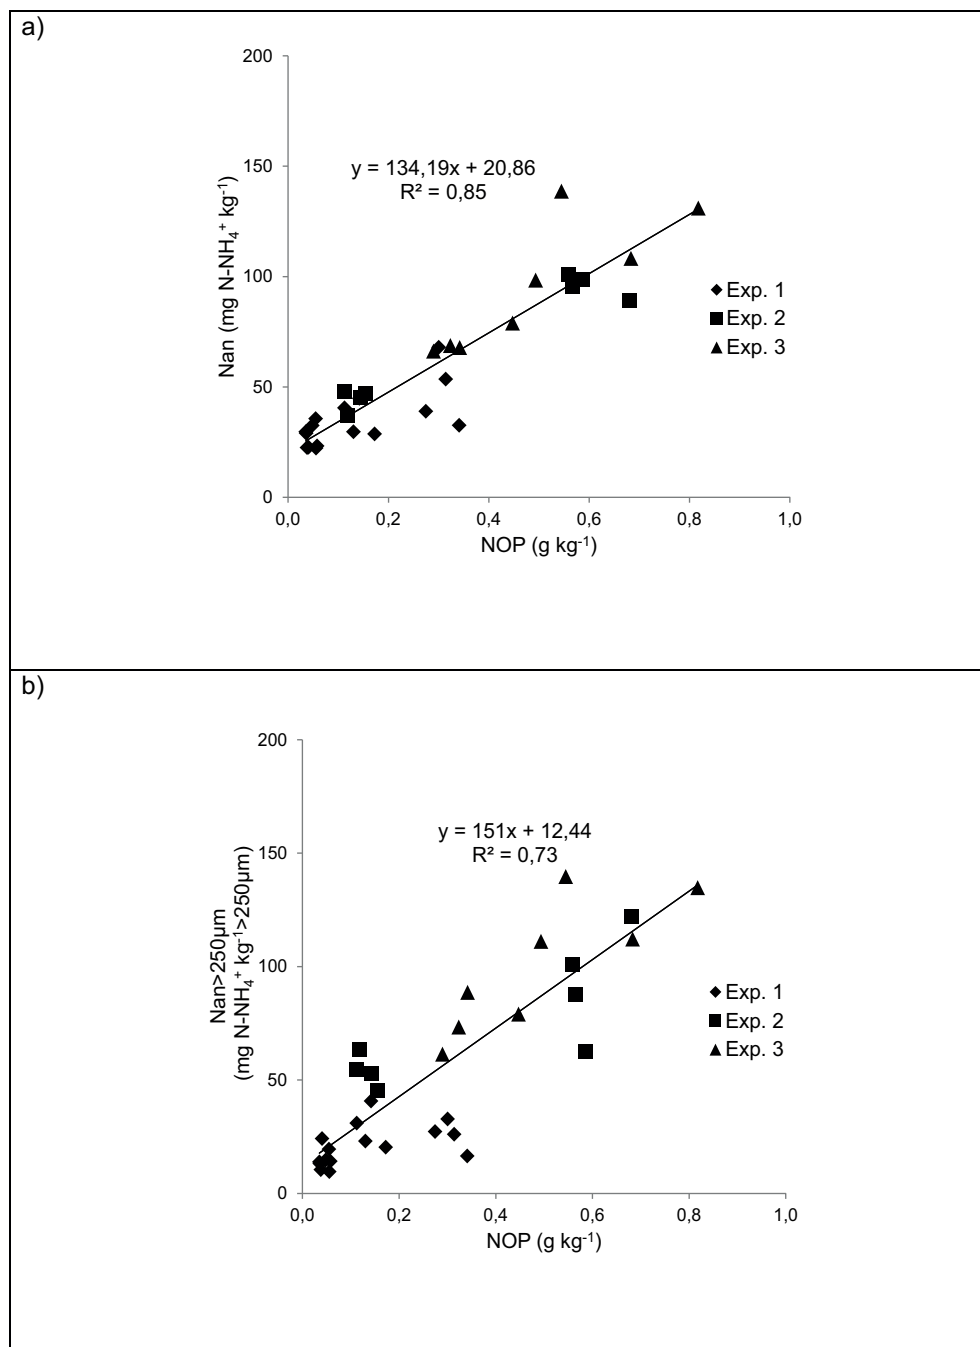 a)
200
150
100
50
0
Nan (mg N-NH₄⁺ kg⁻¹)
y = 134,19x + 20,86
R² = 0,85
Exp. 1
Exp. 2
Exp. 3
0,0 0,2 0,4 0,6 0,8 1,0
NOP (g kg⁻¹)
b)
200
150
100
50
0
Nan>250µm
(mg N-NH₄⁺ kg⁻¹>250µm)
y = 151x + 12,44
R² = 0,73
Exp. 1
Exp. 2
Exp. 3
0,0 0,2 0,4 0,6 0,8 1,0
NOP (g kg⁻¹)